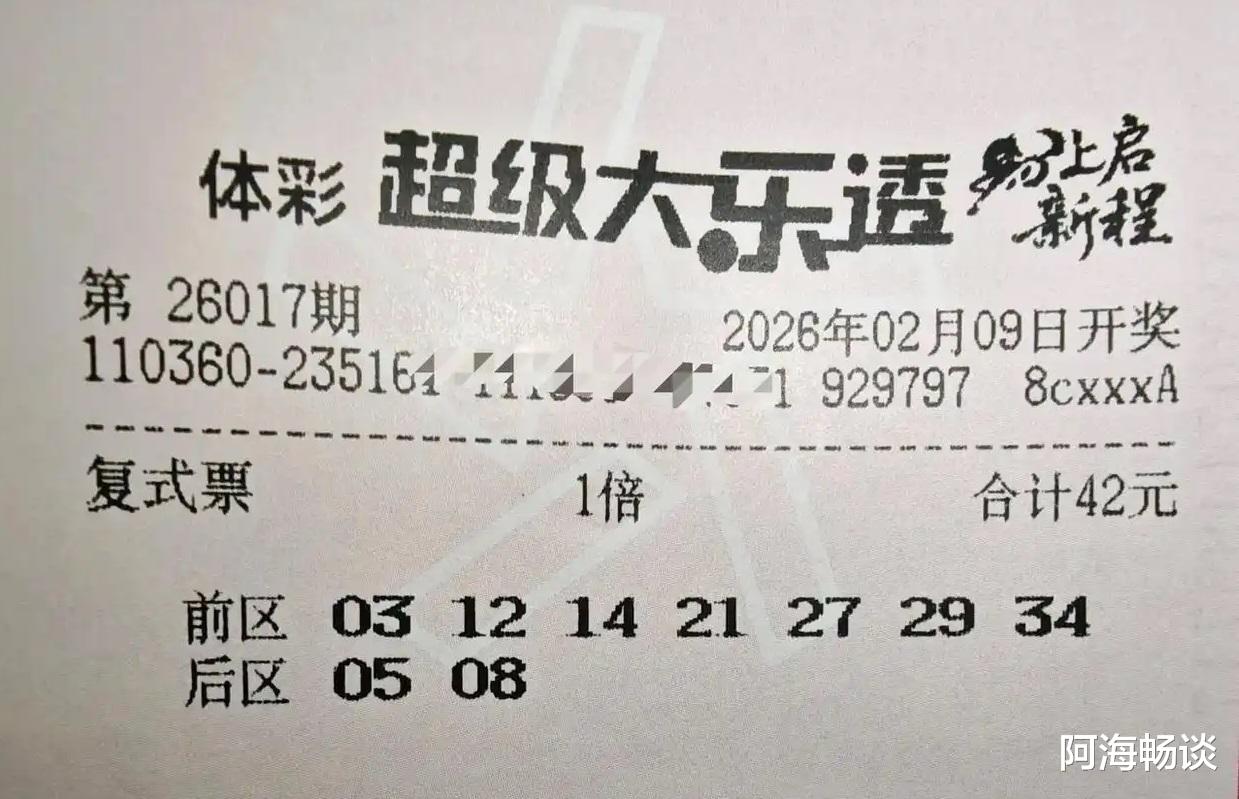 体彩 超级大乐透 马上启
新程
第 26017期 2026年02月09日开奖
110360-235161 1 929797 8cxxxA
复式票 1倍 合计42元
前区 03 12 14 21 27 29 34
后区 05 08
阿海畅谈